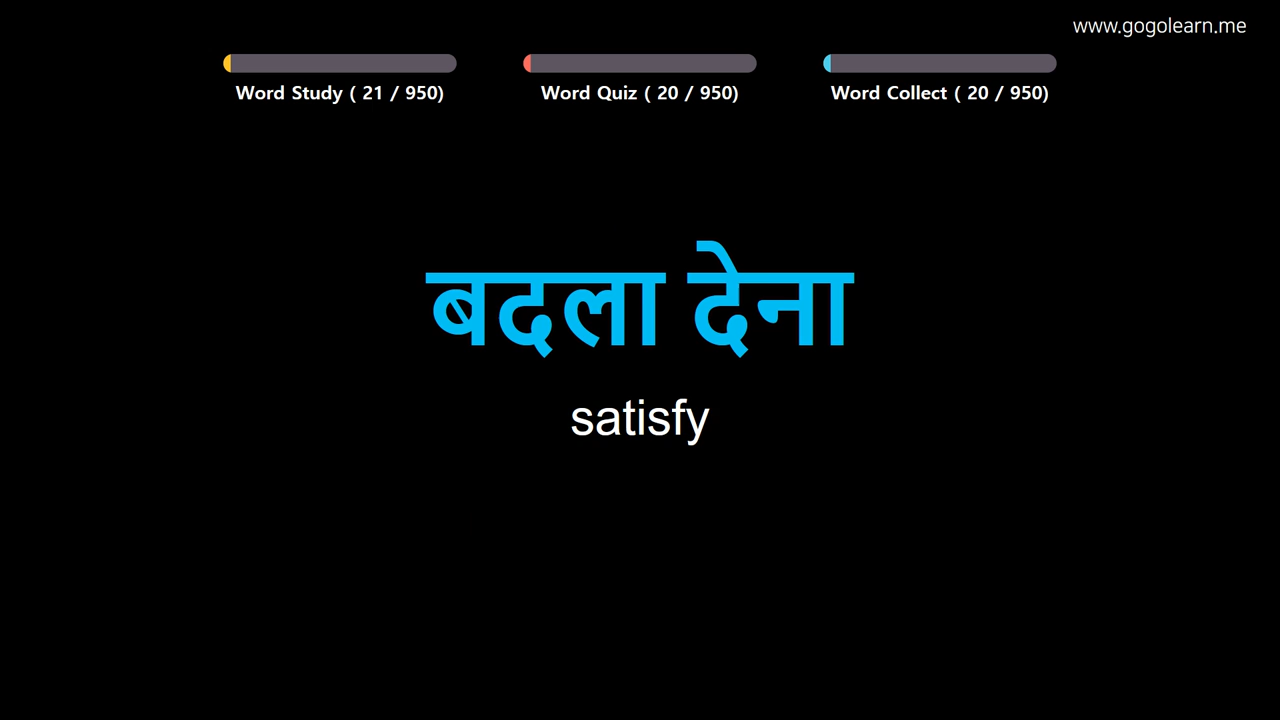 www.gogolearn.me
Word Study ( 21 / 950)
Word Quiz ( 20 / 950)
Word Collect ( 20 / 950)
बदला देना
satisfy